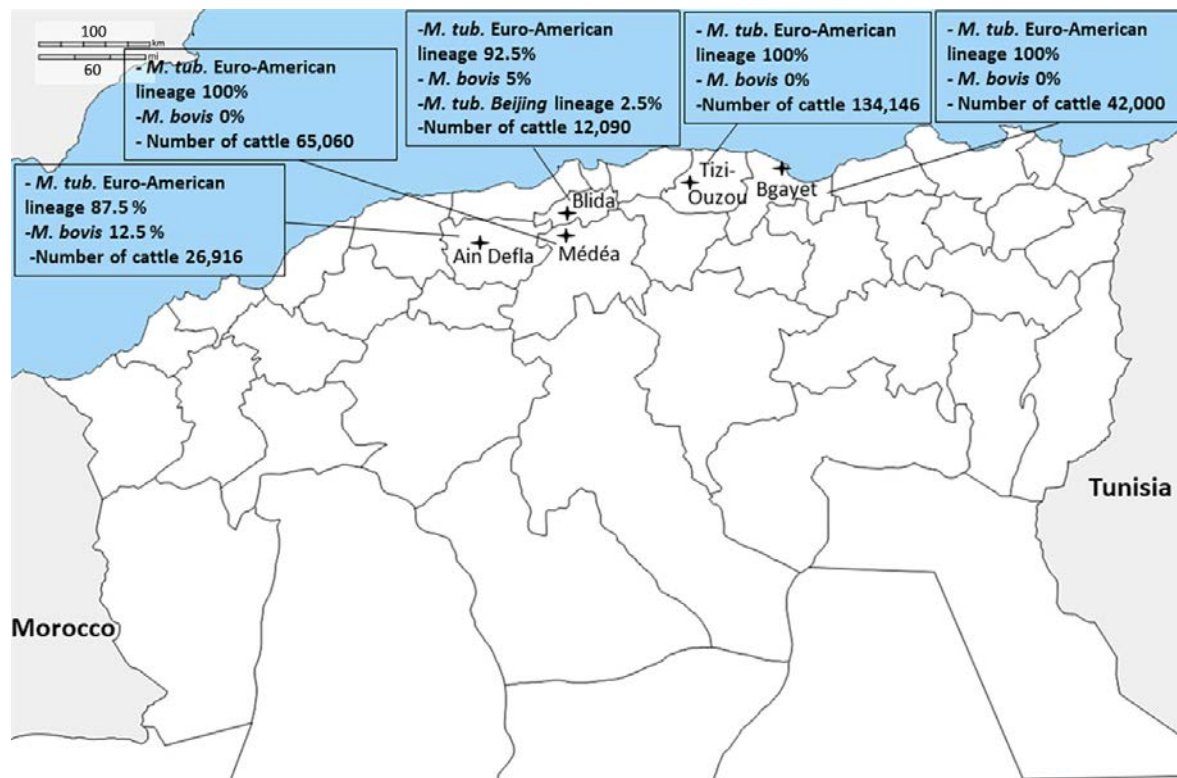 100
km
mi
60
- M. tub. Euro-American
lineage 100%
-M. bovis 0%
- Number of cattle 65,060
-M. tub. Euro-American
lineage 92.5%
- M. bovis 5%
-M. tub. Beijing lineage 2.5%
-Number of cattle 12,090
- M. tub. Euro-American
lineage 100%
- M. bovis 0%
-Number of cattle 134,146
- M. tub. Euro-American
lineage 100%
-M. bovis 0%
- Number of cattle 42,000
- M. tub. Euro-American
lineage 87.5 %
-M. bovis 12.5 %
-Number of cattle 26,916
Blida
Tizi-
Ouzou
Bgayet
Ain Defla
Médéa
Tunisia
Morocco